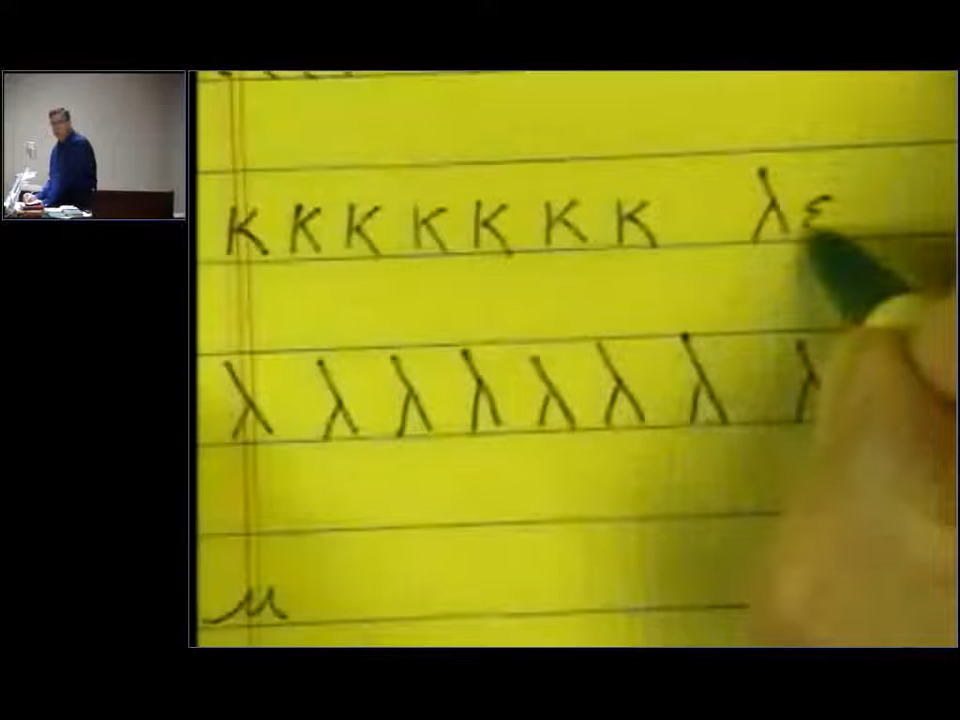 κ κ κ κ κ κ κ λε
λ λ λ λ λ λ λ λ
μ